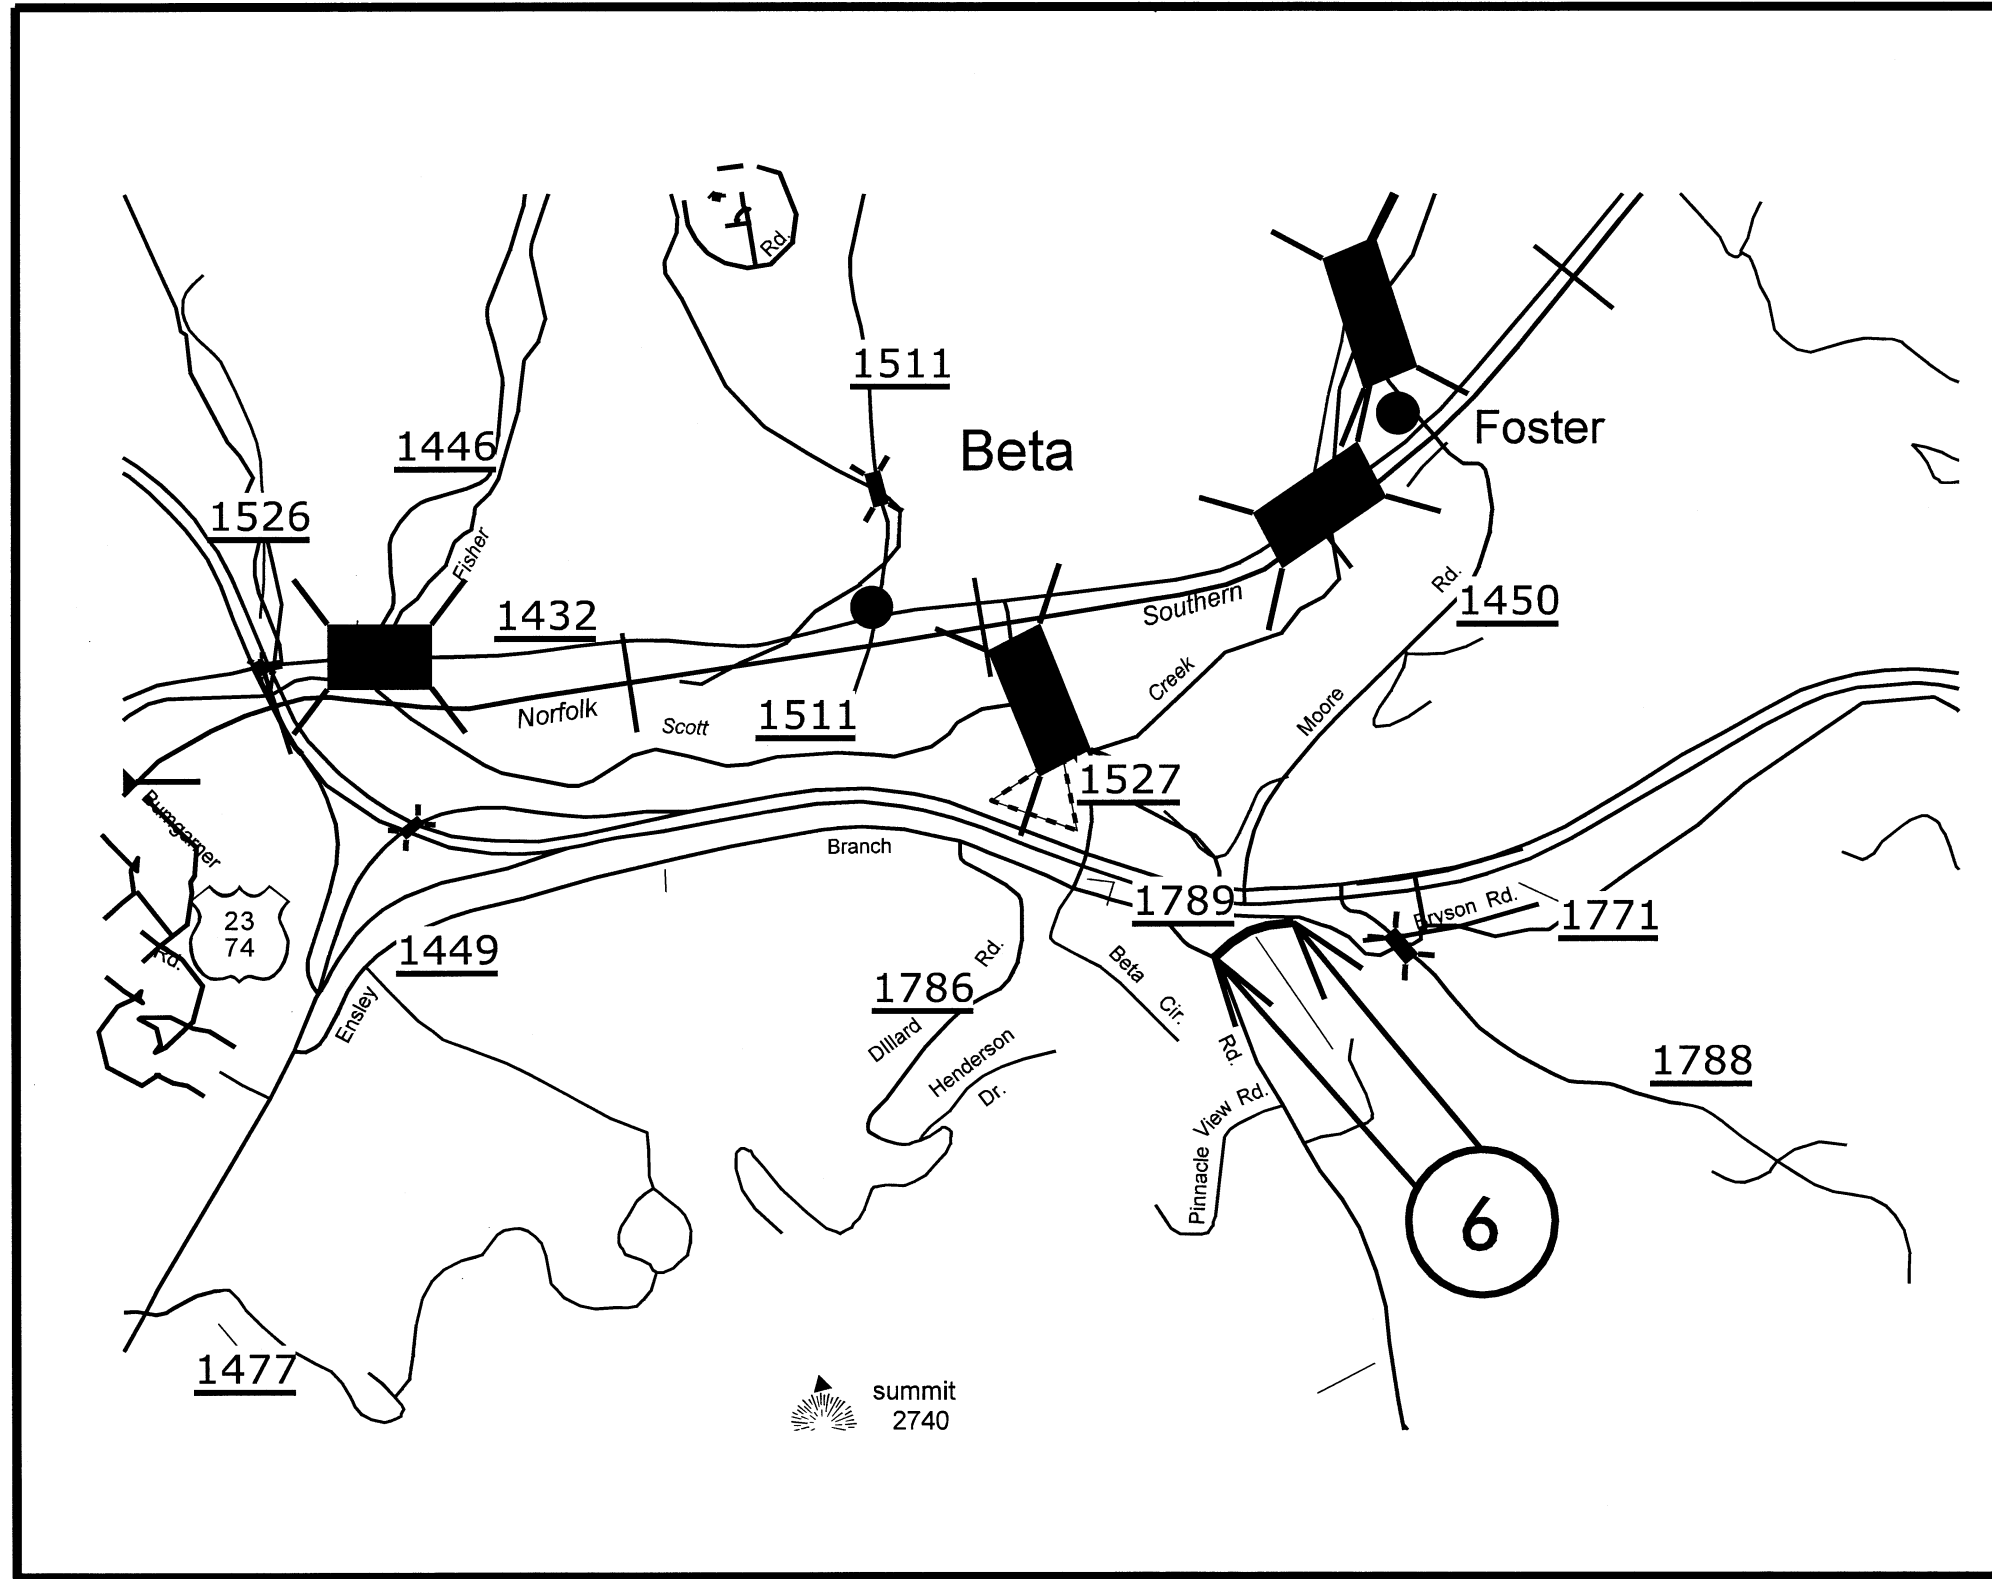 Rd.
1511
Beta
Foster
1446
1526
Fisher
1432
Southern
Rd.
1450
Norfolk
Scott
1511
Creek
Moore
1527
Bumgarner
Rd.
23
74
Branch
1789
Bryson Rd.
1771
1449
Ensley
1786
Rd.
Dillard
Beta
Cir.
Henderson
Dr.
Rd.
1788
Pinnacle View Rd.
6
1477
summit
2740